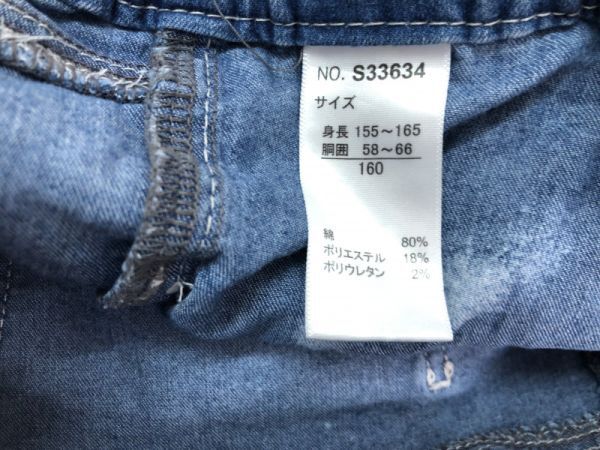 NO. S33634
サイズ
身長 155～165
胴囲 58～66
160
綿 80%
ポリエステル 18%
ポリウレタン 2%